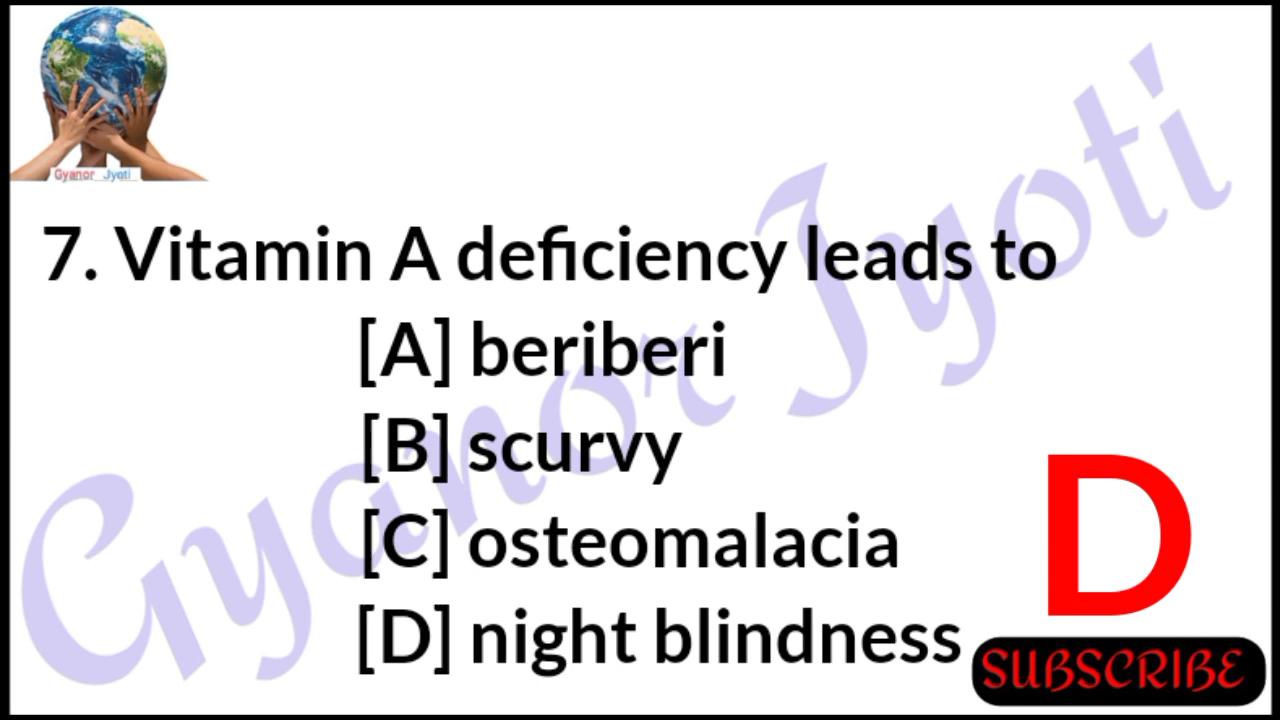 Gyanor Jyoti
7. Vitamin A deficiency leads to
[A] beriberi
[B] scurvy
[C] osteomalacia
[D] night blindness
D
SUBSCRIBE
Gyanor Jyoti